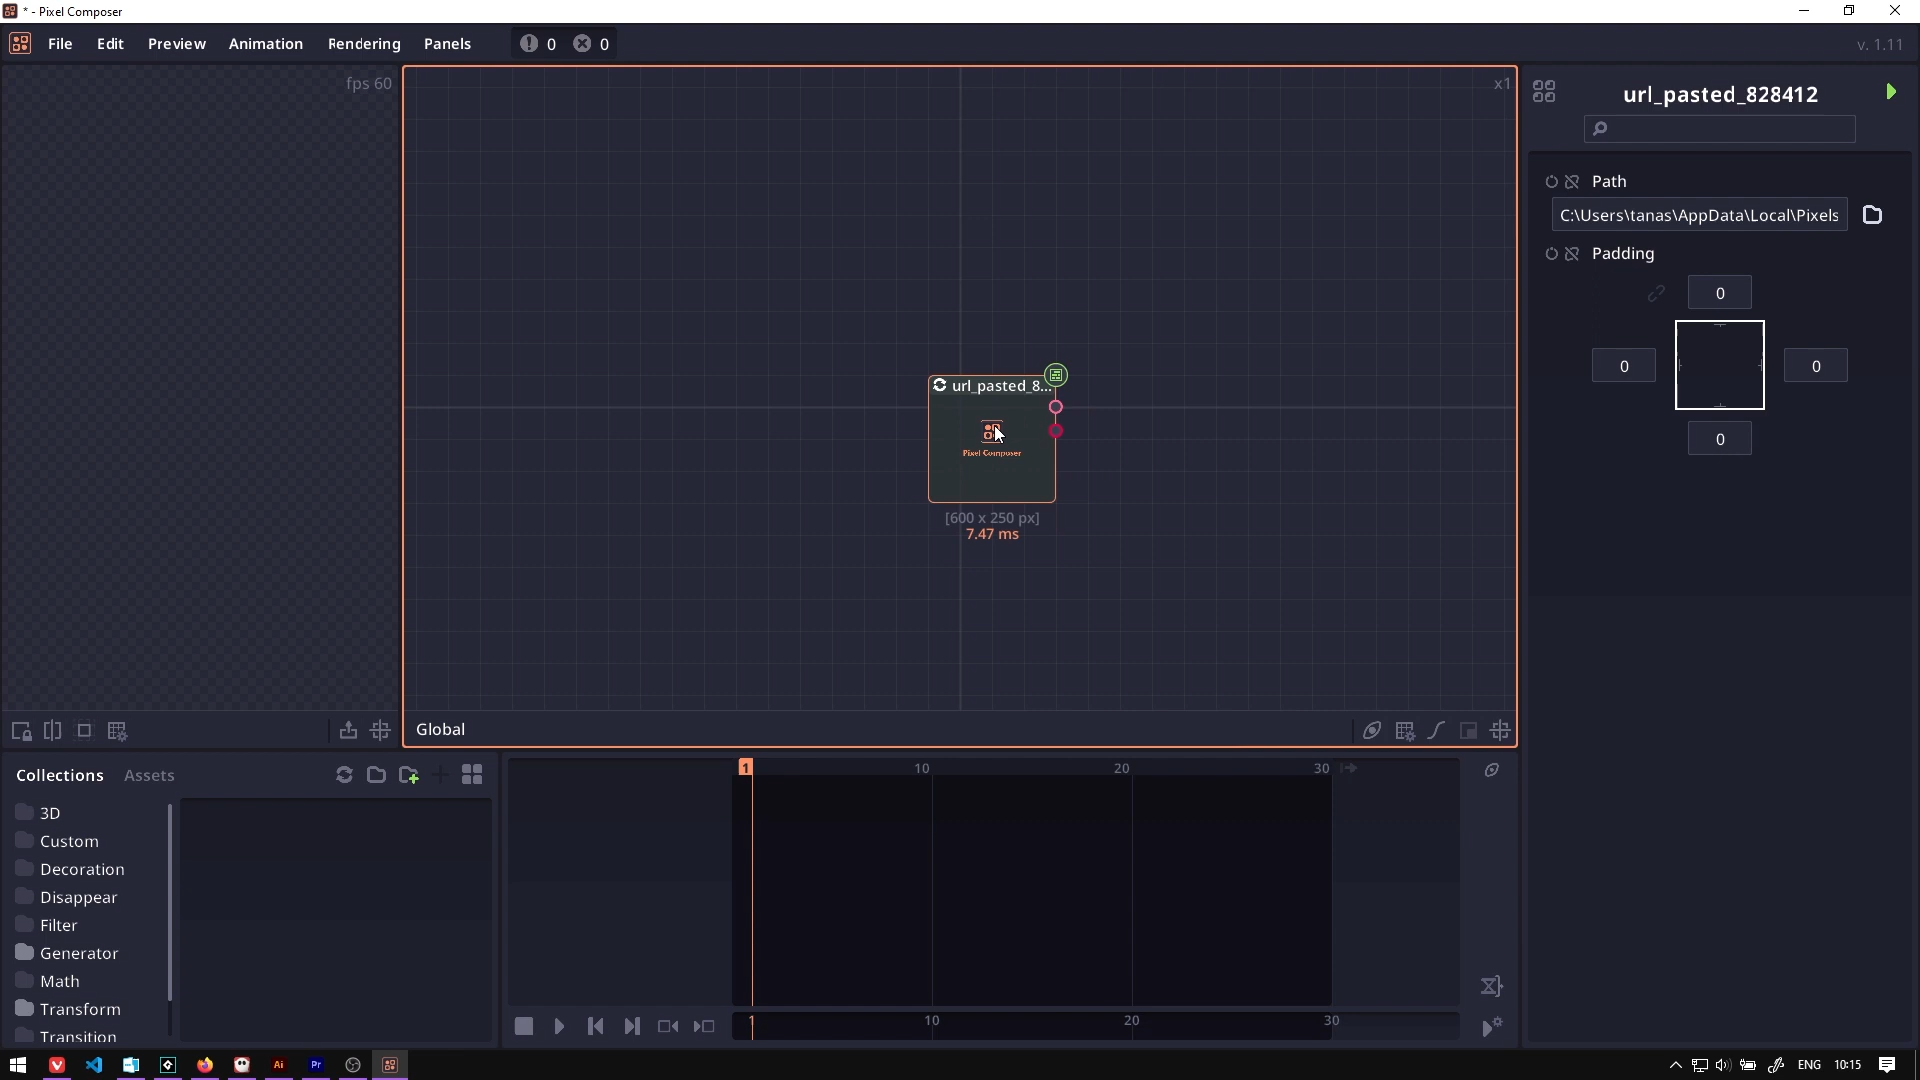 * - Pixel Composer
File Edit Preview Animation Rendering Panels 0 0 v. 1.11
fps 60
x1
url_pasted_828412
Path
C:\Users\tanas\AppData\Local\Pixels
Padding
0
0 0
0
url_pasted_8...
Pixel Composer
[600 x 250 px]
7.47 ms
Global
Collections Assets
3D
Custom
Decoration
Disappear
Filter
Generator
Math
Transform
Transition
1 10 20 30
1 10 20 30
Ai Pr ENG 10:15